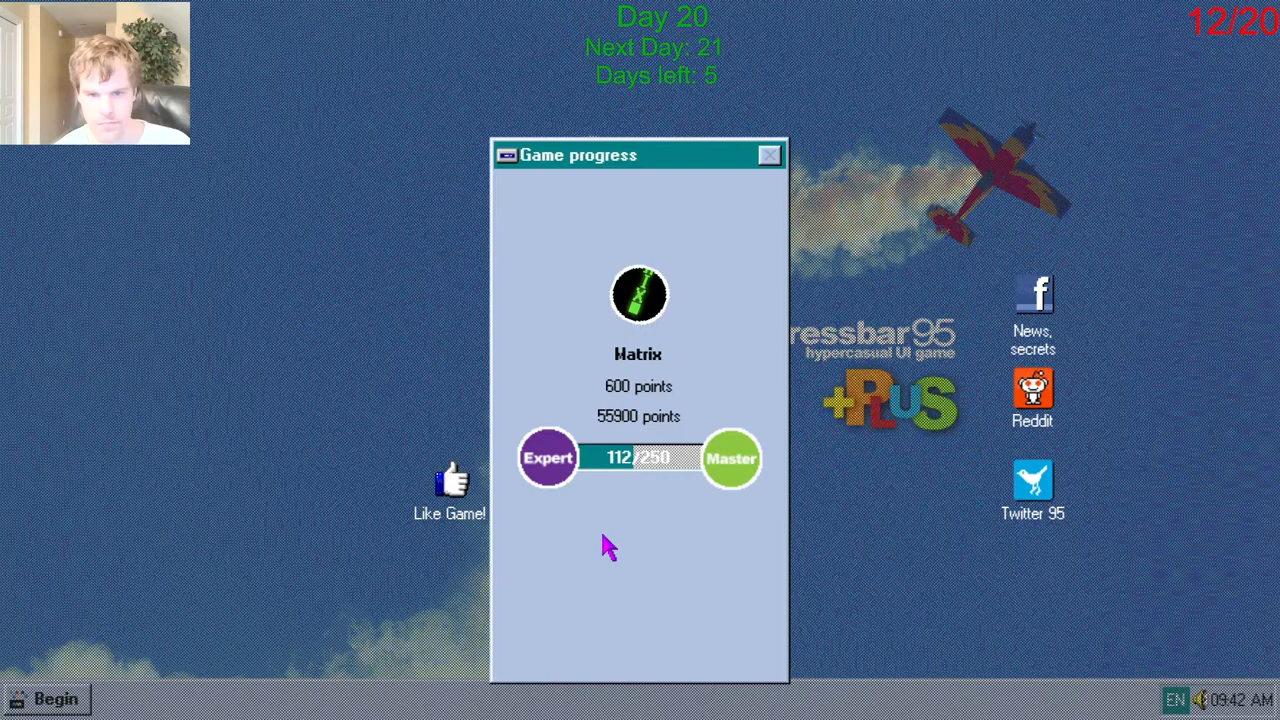 Day 20
Next Day: 21
Days left: 5
12/20
Game progress
Matrix
600 points
55900 points
Expert
112/250
Master
ressbar95
hypercasual UI game
+PLUS
News,
secrets
Reddit
Twitter 95
Like Game!
Begin
EN
09:42 AM